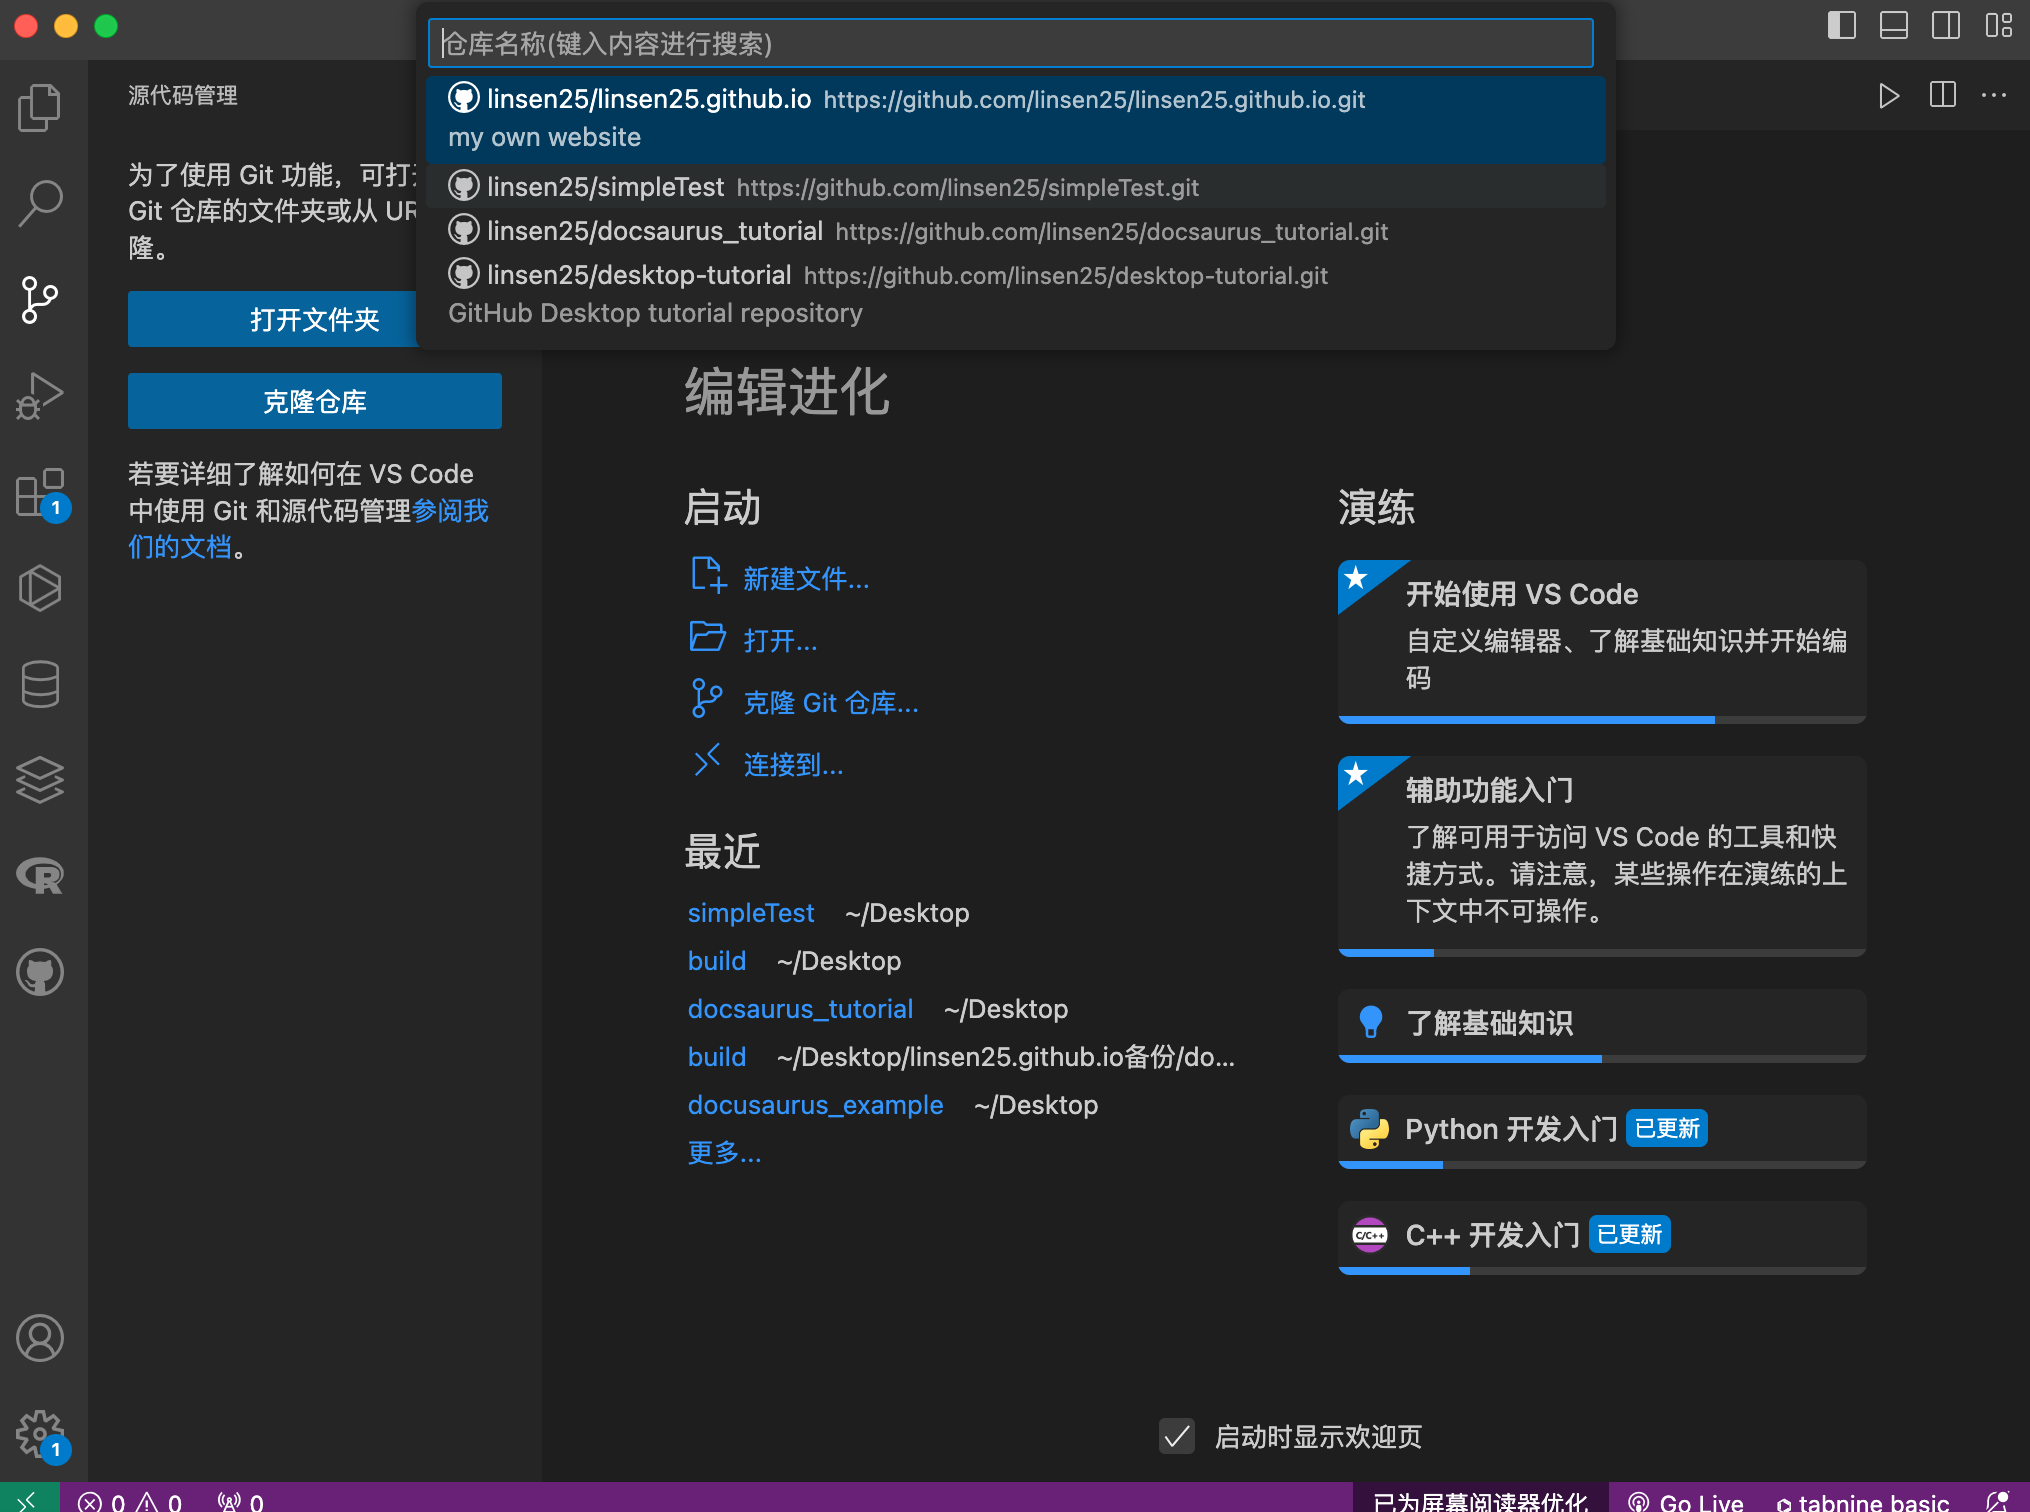 仓库名称(键入内容进行搜索)
linsen25/linsen25.github.io https://github.com/linsen25/linsen25.github.io.git
my own website
linsen25/simpleTest https://github.com/linsen25/simpleTest.git
linsen25/docsaurus_tutorial https://github.com/linsen25/docsaurus_tutorial.git
linsen25/desktop-tutorial https://github.com/linsen25/desktop-tutorial.git
GitHub Desktop tutorial repository
源代码管理
为了使用 Git 功能，可打
Git 仓库的文件夹或从 UR
隆。
打开文件夹
克隆仓库
若要详细了解如何在 VS Code
中使用 Git 和源代码管理参阅我
们的文档。
1
1
编辑进化
启动
新建文件...
打开...
克隆 Git 仓库...
连接到...
最近
simpleTest ~/Desktop
build ~/Desktop
docsaurus_tutorial ~/Desktop
build ~/Desktop/linsen25.github.io备份/do...
docusaurus_example ~/Desktop
更多...
演练
开始使用 VS Code
自定义编辑器、了解基础知识并开始编
码
辅助功能入门
了解可用于访问 VS Code 的工具和快
捷方式。请注意，某些操作在演练的上
下文中不可操作。
了解基础知识
Python 开发入门 已更新
C/C++ C++ 开发入门 已更新
启动时显示欢迎页
0 0 0 已为屏幕阅读器优化 Go Live tabnine basic